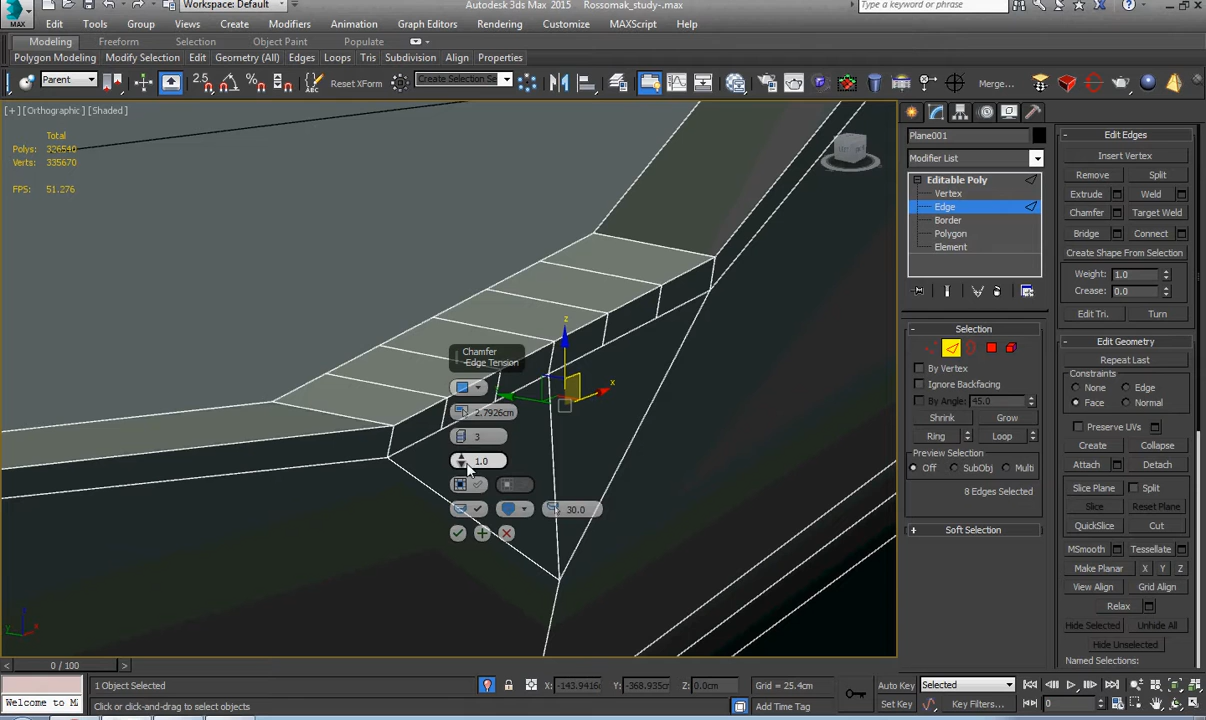 MAX
Workspace: Default
Autodesk 3ds Max 2015
Rossomak_study-.max
Edit Tools Group Views Create Modifiers Animation Graph Editors Rendering Customize MAXScript Help
Modeling Freeform Selection Object Paint Populate
Polygon Modeling Modify Selection Edit Geometry (All) Edges Loops Tris Subdivision Align Properties
Parent 2.5 Reset XForm Create Selection Se Merge...
[+] [Orthographic] [Shaded]
Total
Polys: 326540
Verts: 335670
FPS: 51.276
z
x
Chamfer
-Edge Tension
2.7926cm
3
1.0
30.0
Plane001
Modifier List
Editable Poly
Vertex
Edge
Border
Polygon
Element
Selection
By Vertex
Ignore Backfacing
By Angle: 45.0
Shrink Grow
Ring Loop
Preview Selection
Off SubObj Multi
8 Edges Selected
Soft Selection
Edit Edges
Insert Vertex
Remove Split
Extrude Weld
Chamfer Target Weld
Bridge Connect
Create Shape From Selection
Weight: 1.0
Crease: 0.0
Edit Tri. Turn
Edit Geometry
Repeat Last
Constraints
None Edge
Face Normal
Preserve UVs
Create Collapse
Attach Detach
Slice Plane Split
Slice Reset Plane
QuickSlice Cut
MSmooth Tessellate
Make Planar X Y Z
View Align Grid Align
Relax
Hide Selected Unhide All
Hide Unselected
Named Selections:
0 / 100
1 Object Selected
X: -143.941 Y: -368.935cm Z: 0.0cm
Grid = 25.4cm
Auto Key Selected
Welcome to M
Click or click-and-drag to select objects
Add Time Tag
Set Key Key Filters... 0